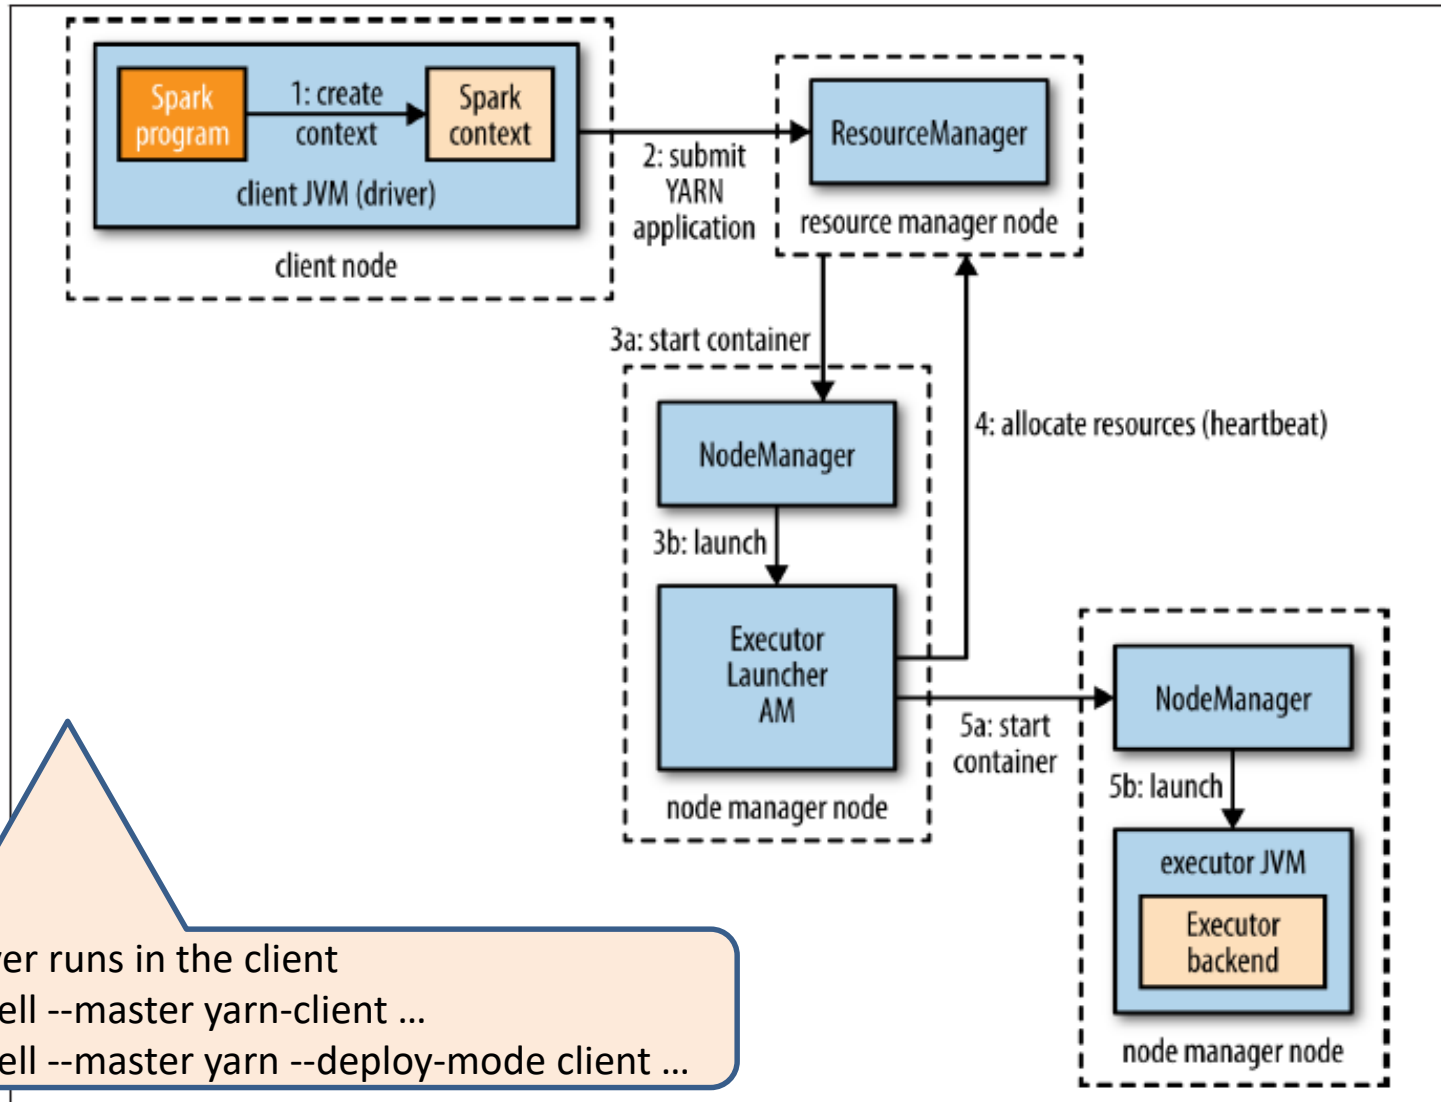 Spark
program
1: create
context
Spark
context
client JVM (driver)
client node
2: submit
YARN
application
ResourceManager
resource manager node
3a: start container
NodeManager
3b: launch
Executor
Launcher
AM
node manager node
4: allocate resources (heartbeat)
5a: start
container
NodeManager
5b: launch
executor JVM
Executor
backend
node manager node
runs in the client
--master yarn-client ...
--master yarn --deploy-mode client ...